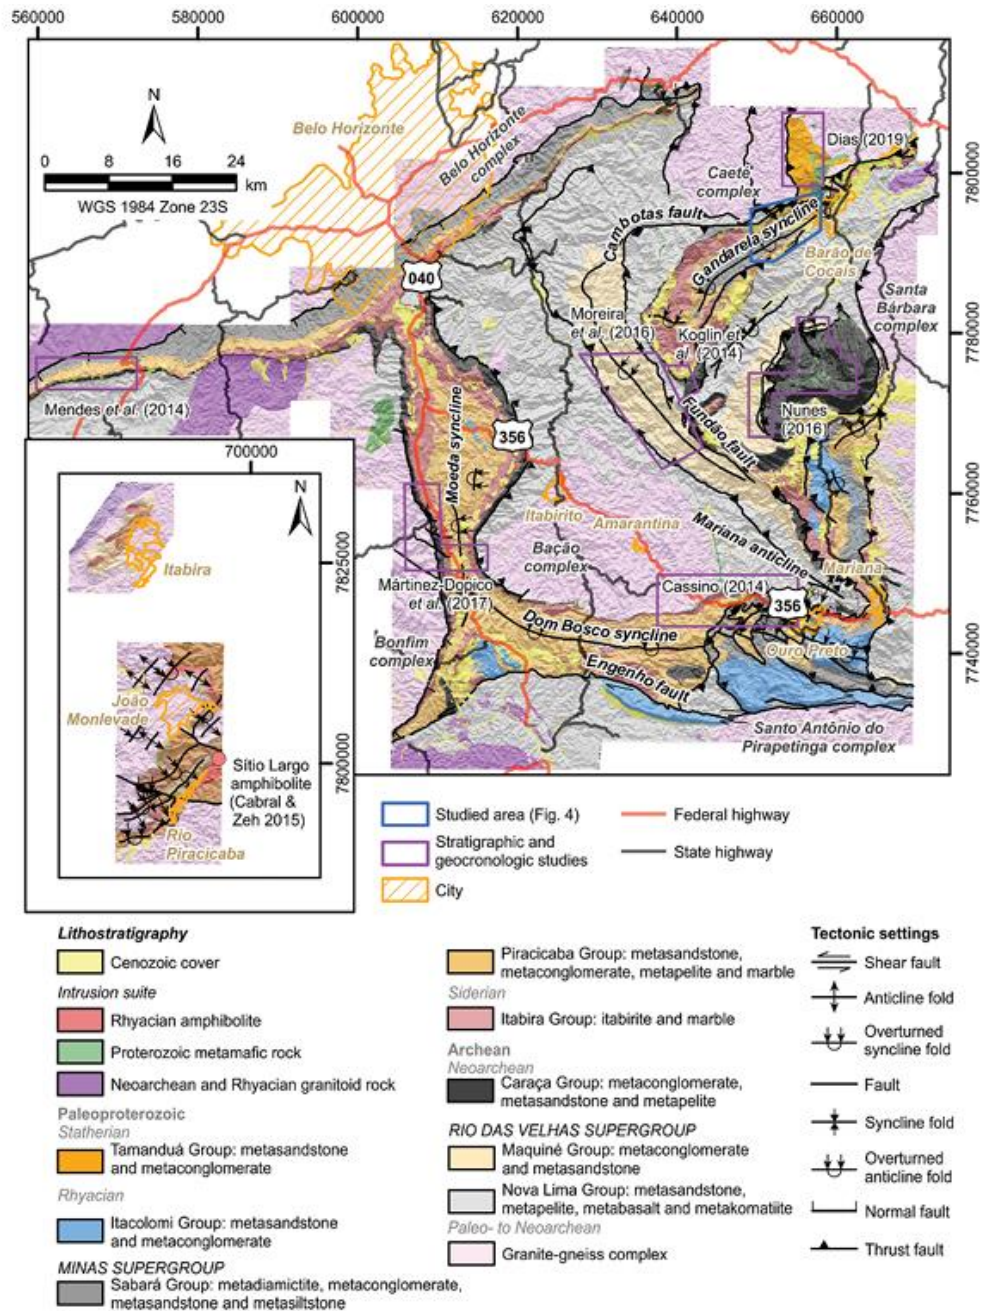 560000
580000
600000
620000
640000
660000
N
0 8 16 24
km
WGS 1984 Zone 23S
Belo Horizonte
Belo Horizonte
complex
Dias (2019)
Caeté
complex
7800000
Cambotas fault
Gandarela syncline
Barão de
Cocais
Santa
Bárbara
complex
040
Moreira
et al. (2016)
Koglin et
al. (2014)
7780000
Mendes et al. (2014)
Nunes
(2016)
Fundão fault
Moeda syncline
356
7760000
Itabirito
Amarantina
Mariana anticline
Bação
complex
Mariana
Cassino (2014)
356
Mártinez-Dopico
et al. (2017)
Dom Bosco syncline
Ouro Preto
Bonfim
complex
Engenho fault
7740000
Santo Antônio do
Pirapetinga complex
700000
N
Itabira
7825000
João
Monlevade
7800000
Sítio Largo
amphibolite
(Cabral &
Zeh 2015)
Rio
Piracicaba
Studied area (Fig. 4)
Stratigraphic and
geocronologic studies
City
Federal highway
State highway
Lithostratigraphy
Cenozoic cover
Intrusion suite
Rhyacian amphibolite
Proterozoic metamafic rock
Neoarchean and Rhyacian granitoid rock
Paleoproterozoic
Statherian
Tamanduá Group: metasandstone
and metaconglomerate
Rhyacian
Itacolomi Group: metasandstone
and metaconglomerate
MINAS SUPERGROUP
Sabará Group: metadiamictite, metaconglomerate,
metasandstone and metasiltstone
Piracicaba Group: metasandstone,
metaconglomerate, metapelite and marble
Siderian
Itabira Group: itabirite and marble
Archean
Neoarchean
Caraça Group: metaconglomerate,
metasandstone and metapelite
RIO DAS VELHAS SUPERGROUP
Maquiné Group: metaconglomerate
and metasandstone
Nova Lima Group: metasandstone,
metapelite, metabasalt and metakomatiite
Paleo- to Neoarchean
Granite-gneiss complex
Tectonic settings
Shear fault
Anticline fold
Overturned
syncline fold
Fault
Syncline fold
Overturned
anticline fold
Normal fault
Thrust fault